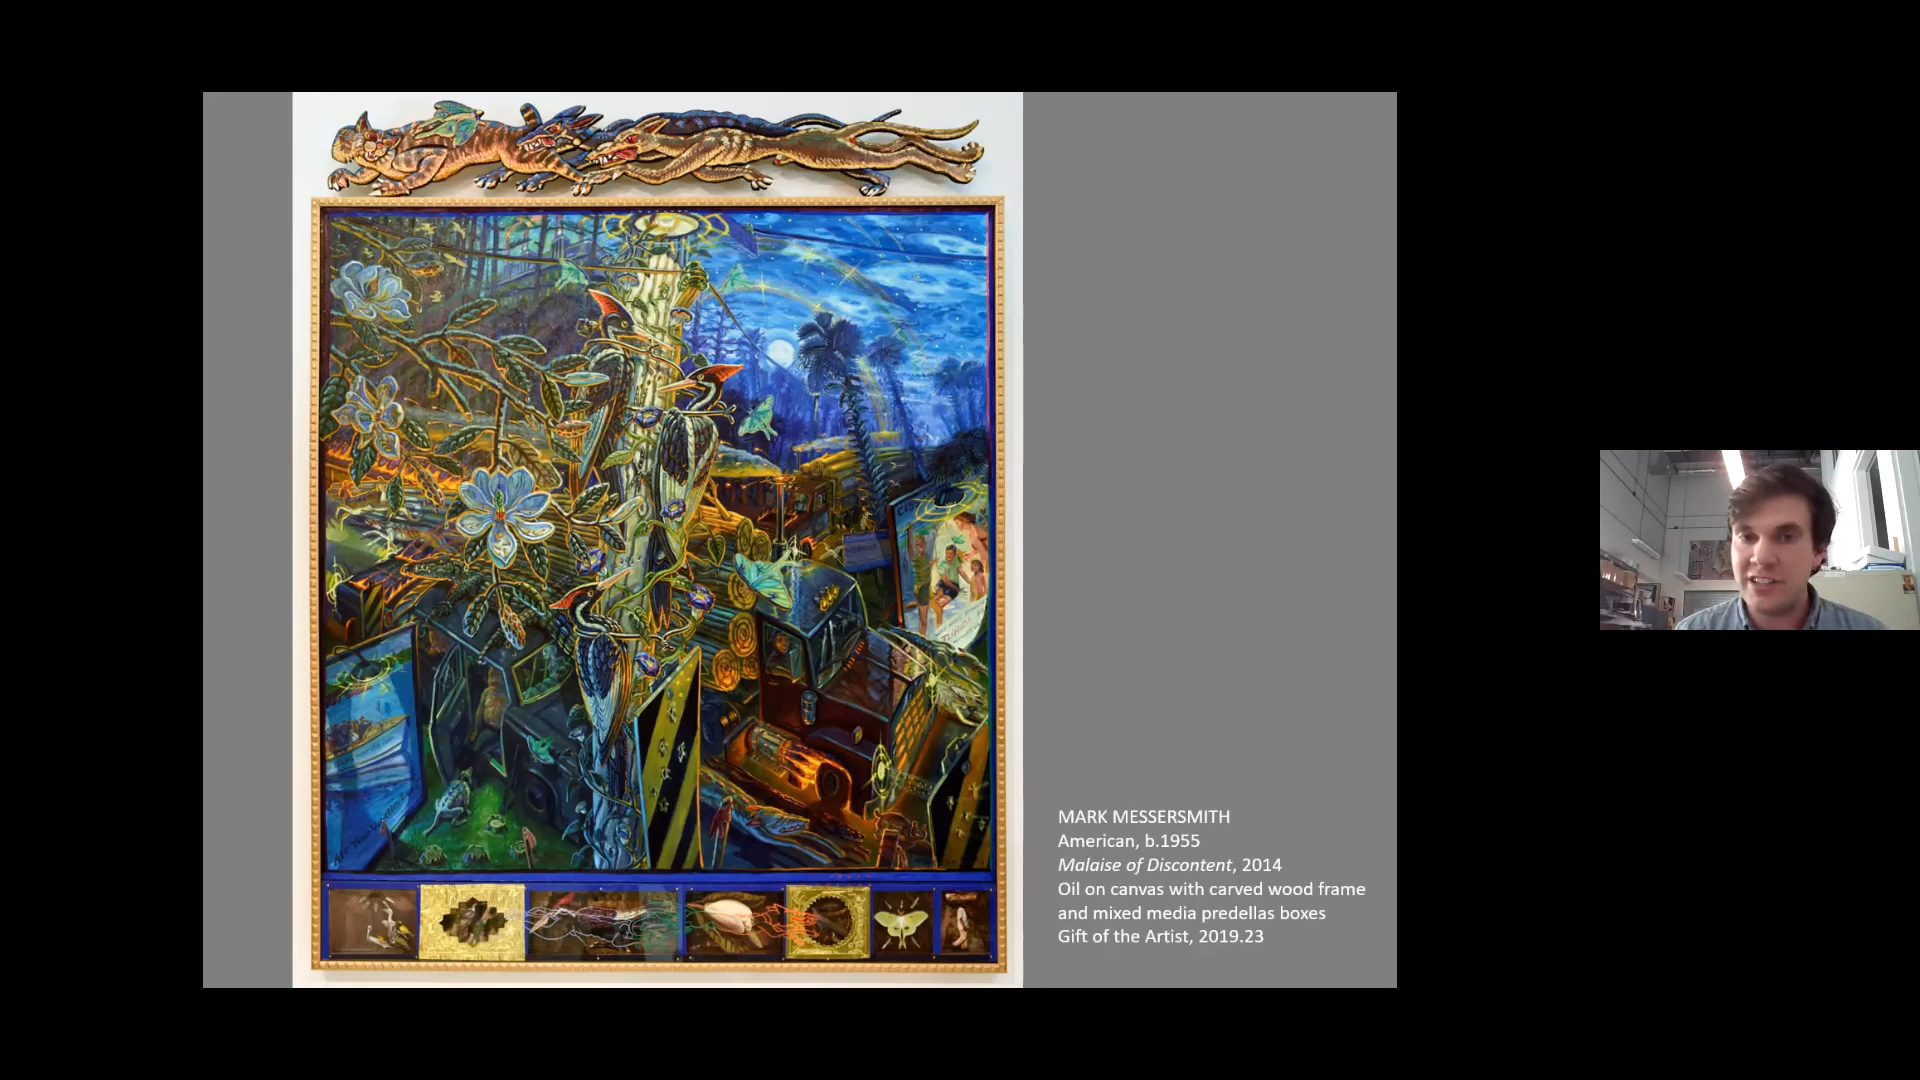 MARK MESSERSMITH
American, b.1955
Malaise of Discontent, 2014
Oil on canvas with carved wood frame
and mixed media predellas boxes
Gift of the Artist, 2019.23